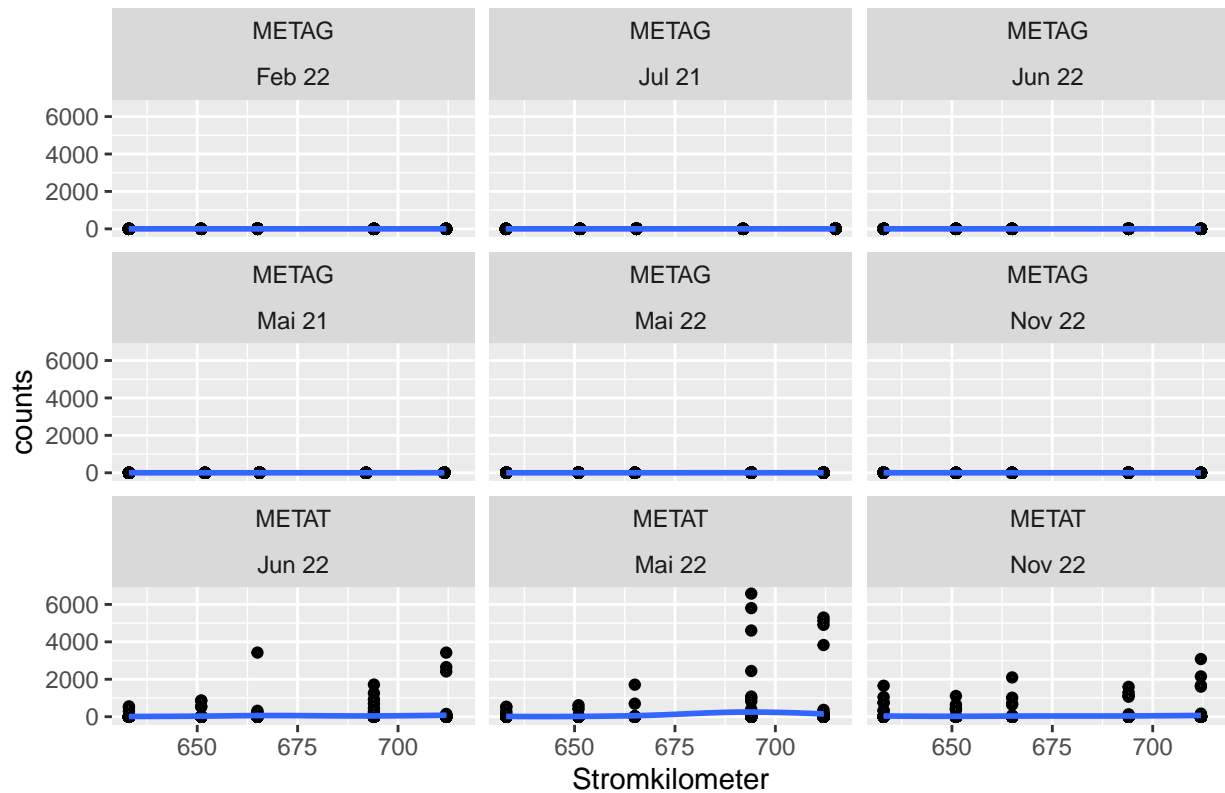 METAG METAG METAG
Feb 22 Jul 21 Jun 22
6000
4000
2000
0
METAG METAG METAG
Mai 21 Mai 22 Nov 22
6000
4000
2000
0
counts
METAT METAT METAT
Jun 22 Mai 22 Nov 22
6000
4000
2000
0
650 675 700 650 675 700 650 675 700
Stromkilometer